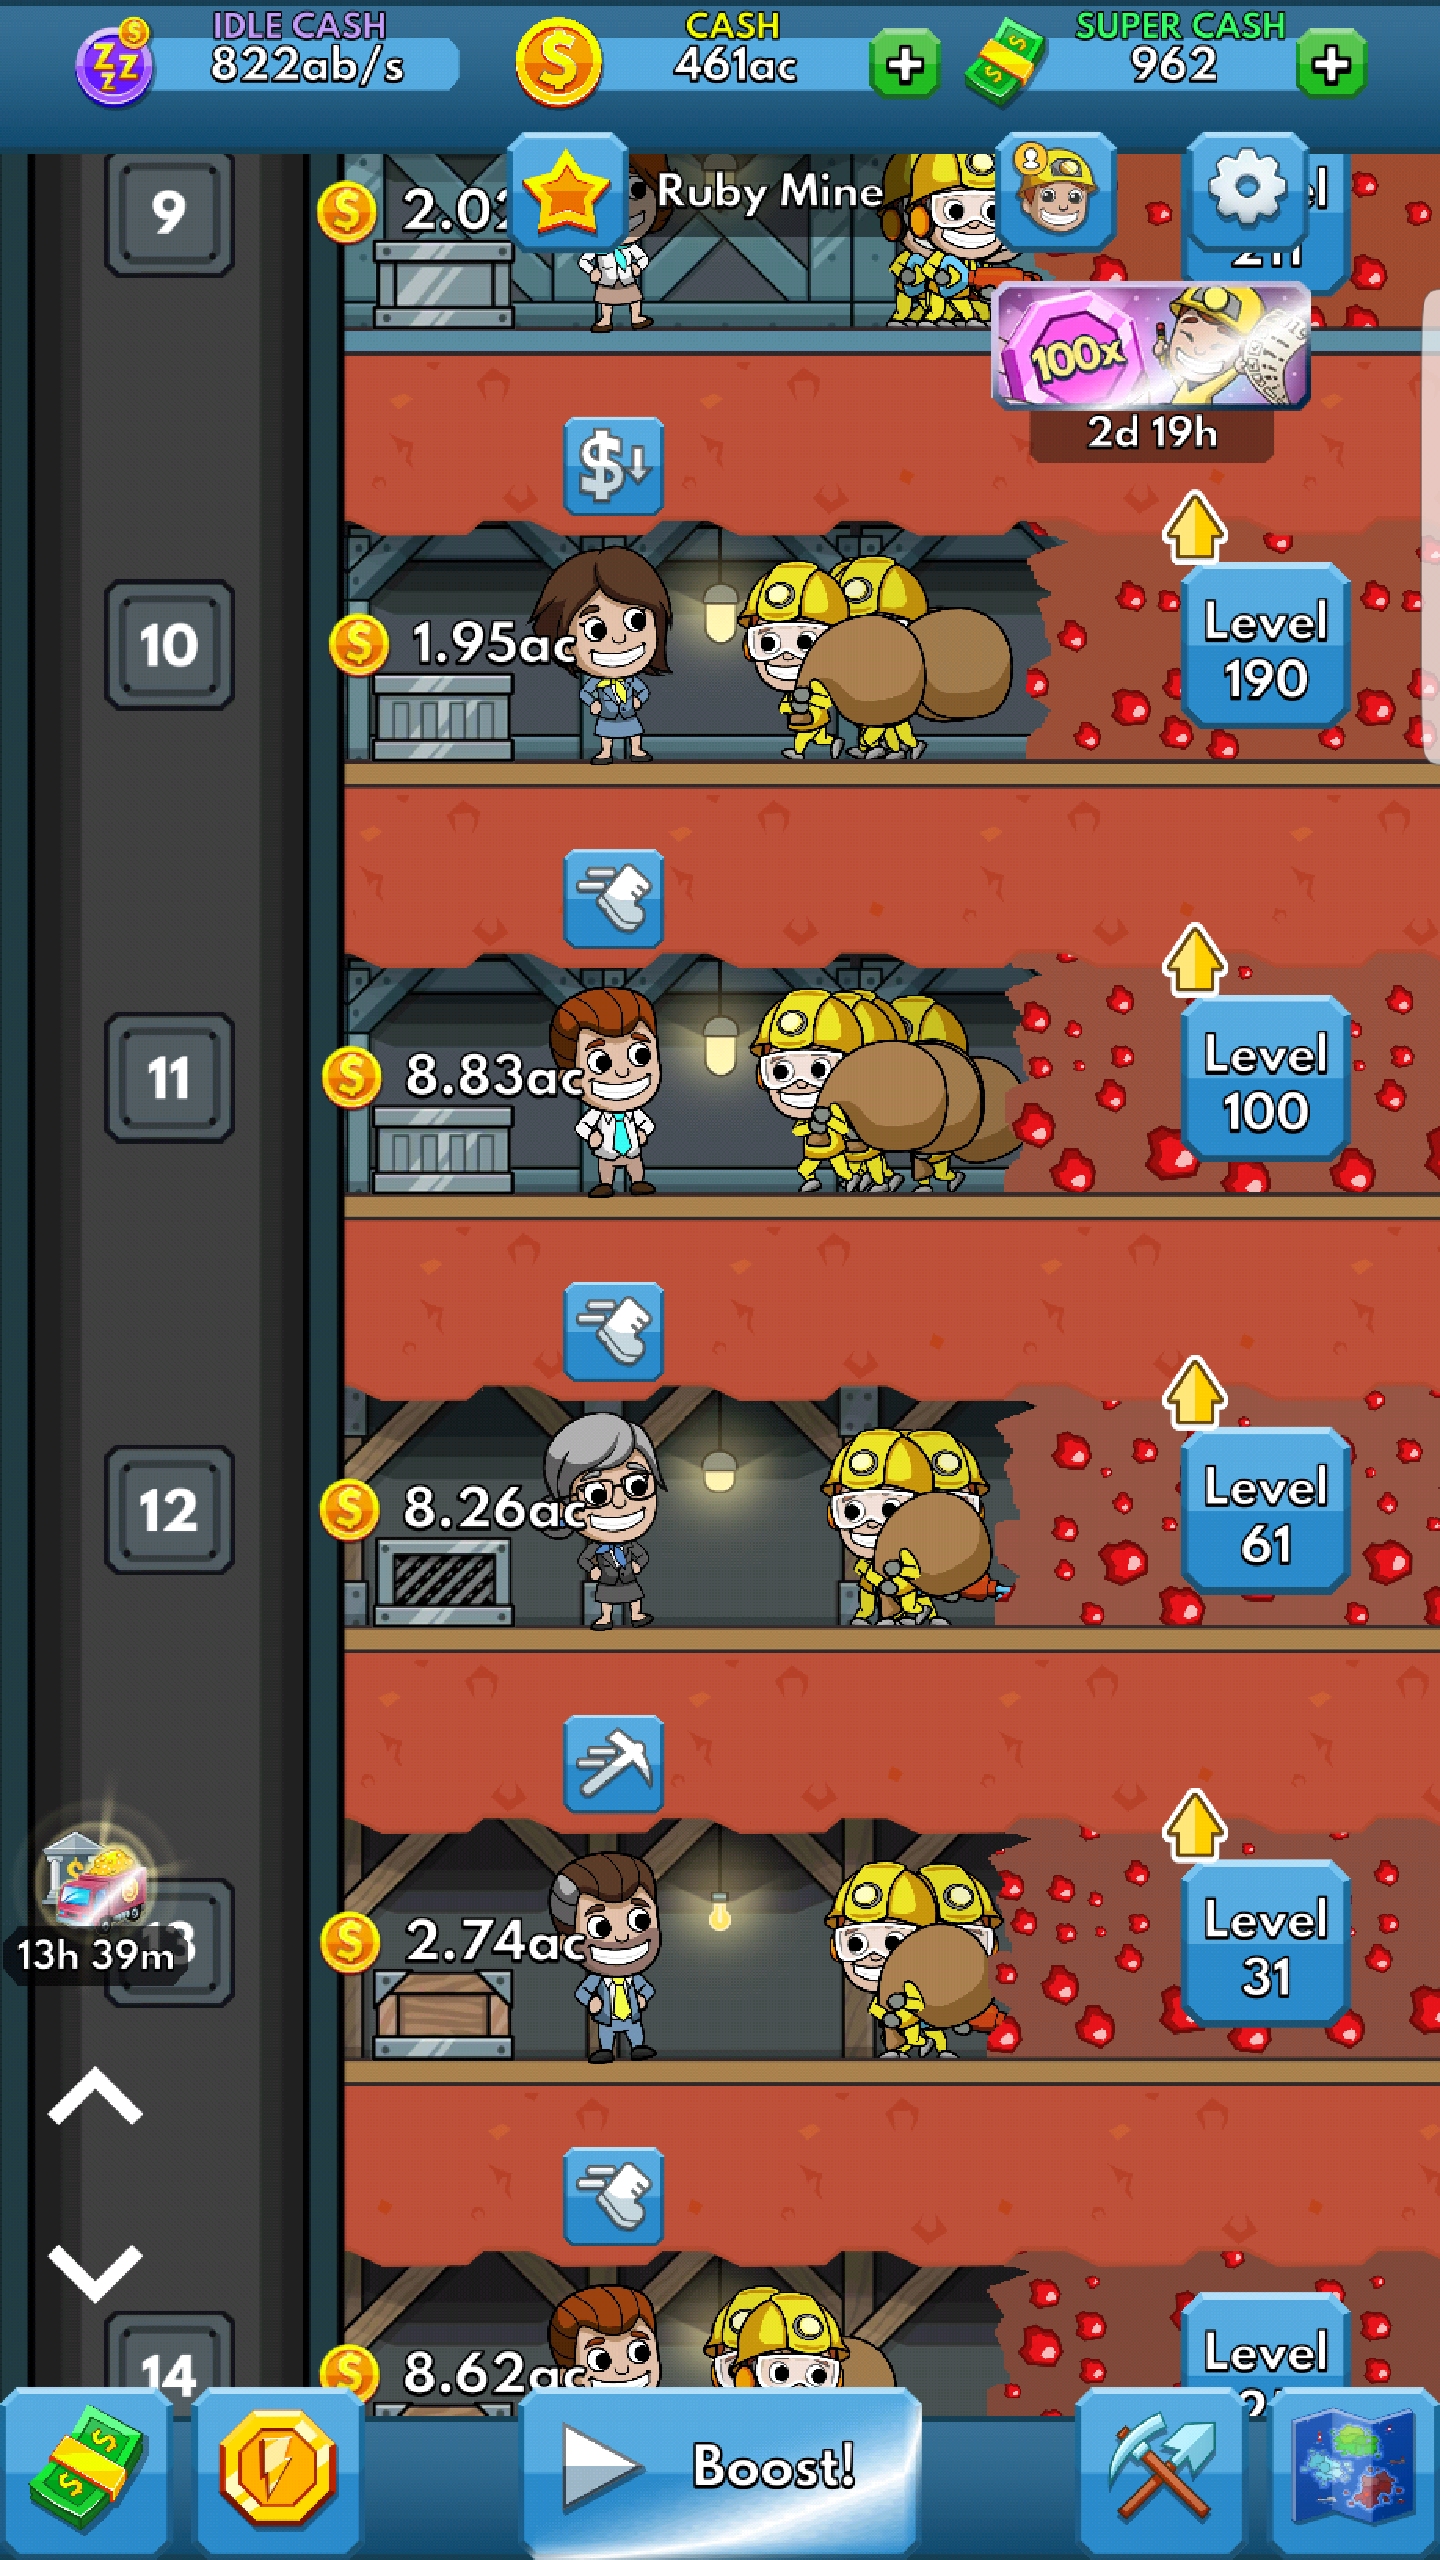 IDLE CASH
822ab/s
CASH
461ac
SUPER CASH
962
9
Ruby Mine
100x
2d 19h
10
1.95ac
Level
190
11
8.83ac
Level
100
12
8.26ac
Level
61
13h 39m
2.74ac
Level
31
14
8.62ac
Level
Boost!